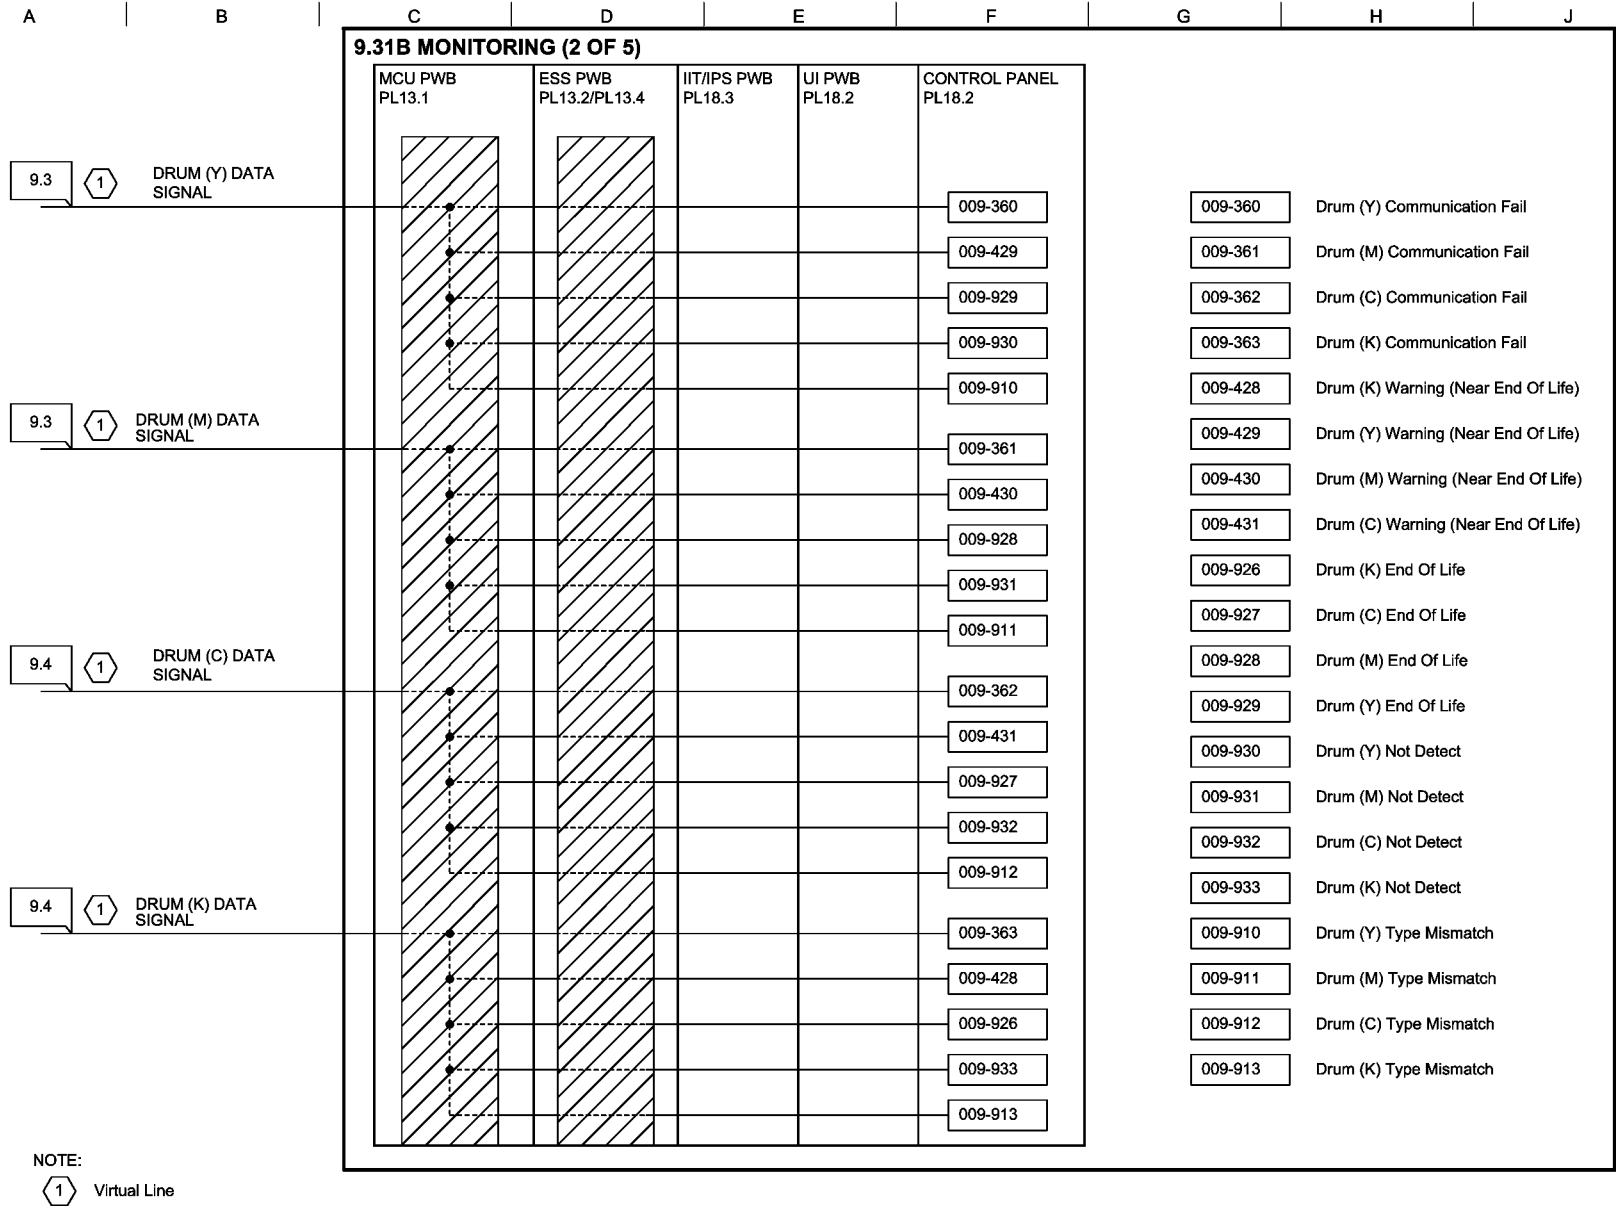 A B C D E F G H J
9.31B MONITORING (2 OF 5)
MCU PWB
PL13.1
ESS PWB
PL13.2/PL13.4
IIT/IPS PWB
PL18.3
UI PWB
PL18.2
CONTROL PANEL
PL18.2
9.3
1
DRUM (Y) DATA
SIGNAL
009-360
009-429
009-929
009-930
009-910
9.3
1
DRUM (M) DATA
SIGNAL
009-361
009-430
009-928
009-931
009-911
9.4
1
DRUM (C) DATA
SIGNAL
009-362
009-431
009-927
009-932
009-912
9.4
1
DRUM (K) DATA
SIGNAL
009-363
009-428
009-926
009-933
009-913
009-360 Drum (Y) Communication Fail
009-361 Drum (M) Communication Fail
009-362 Drum (C) Communication Fail
009-363 Drum (K) Communication Fail
009-428 Drum (K) Warning (Near End Of Life)
009-429 Drum (Y) Warning (Near End Of Life)
009-430 Drum (M) Warning (Near End Of Life)
009-431 Drum (C) Warning (Near End Of Life)
009-926 Drum (K) End Of Life
009-927 Drum (C) End Of Life
009-928 Drum (M) End Of Life
009-929 Drum (Y) End Of Life
009-930 Drum (Y) Not Detect
009-931 Drum (M) Not Detect
009-932 Drum (C) Not Detect
009-933 Drum (K) Not Detect
009-910 Drum (Y) Type Mismatch
009-911 Drum (M) Type Mismatch
009-912 Drum (C) Type Mismatch
009-913 Drum (K) Type Mismatch
NOTE:
1 Virtual Line